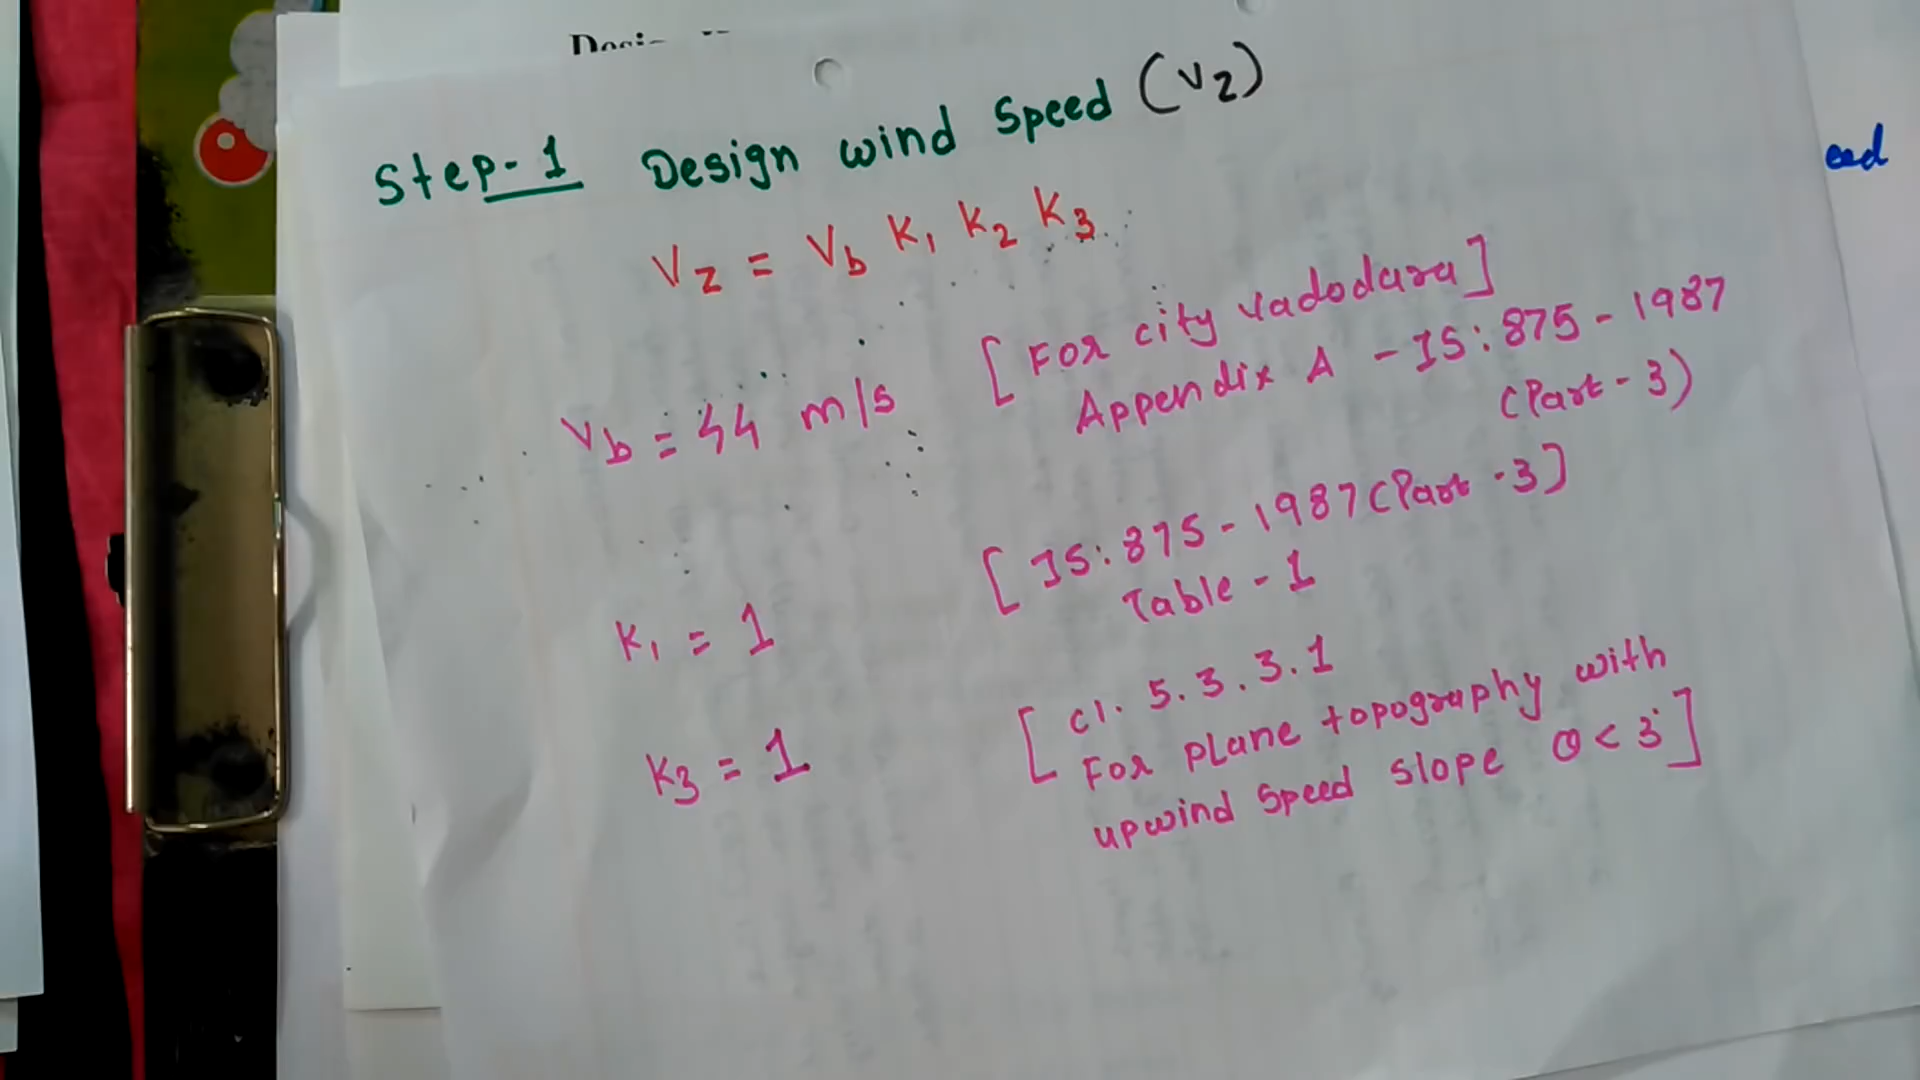 Step-1 Design wind Speed (Vz)
Vz = Vb K1 K2 K3
Vb = 44 m/s [For city vadodara]
Appendix A - IS: 875 - 1987
(Part - 3)
K1 = 1 [IS: 875 - 1987 (Part - 3]
Table - 1
K3 = 1 [cl. 5.3.3.1
For plane topography with
upwind Speed slope θ < 3°]